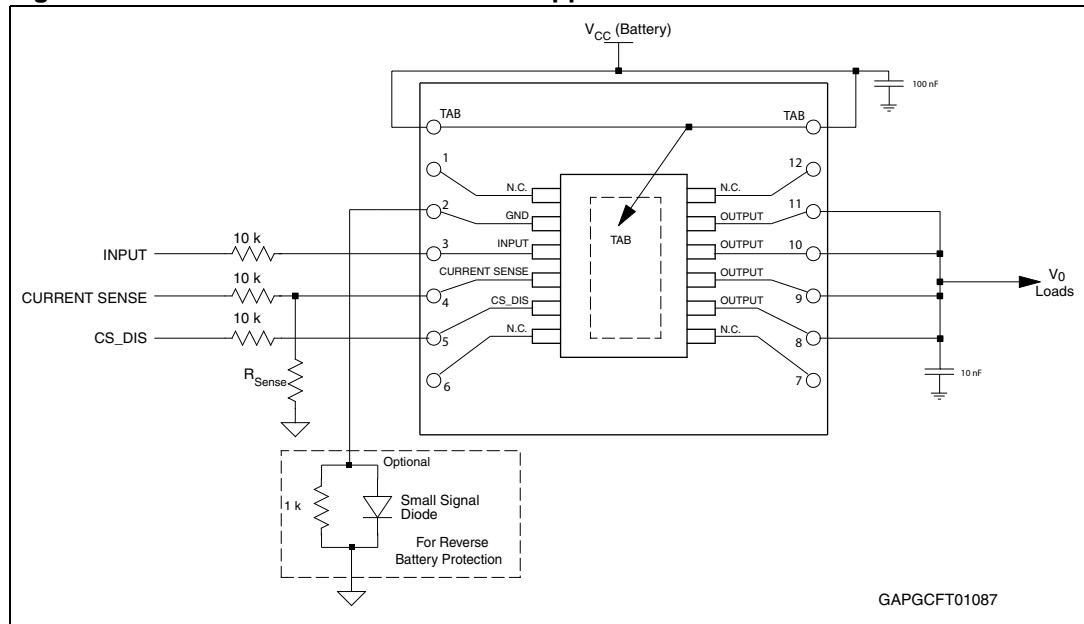 V_CC (Battery)
100 nF
TAB
TAB
1
12
N.C.
N.C.
2
11
GND
OUTPUT
TAB
10 k
INPUT
3
INPUT
OUTPUT
10
10 k
CURRENT SENSE
CURRENT SENSE
4
OUTPUT
9
V0
Loads
10 k
CS_DIS
CS_DIS
5
OUTPUT
8
N.C.
N.C.
6
7
10 nF
R_Sense
Optional
1 k
Small Signal
Diode
For Reverse
Battery Protection
GAPGCFT01087